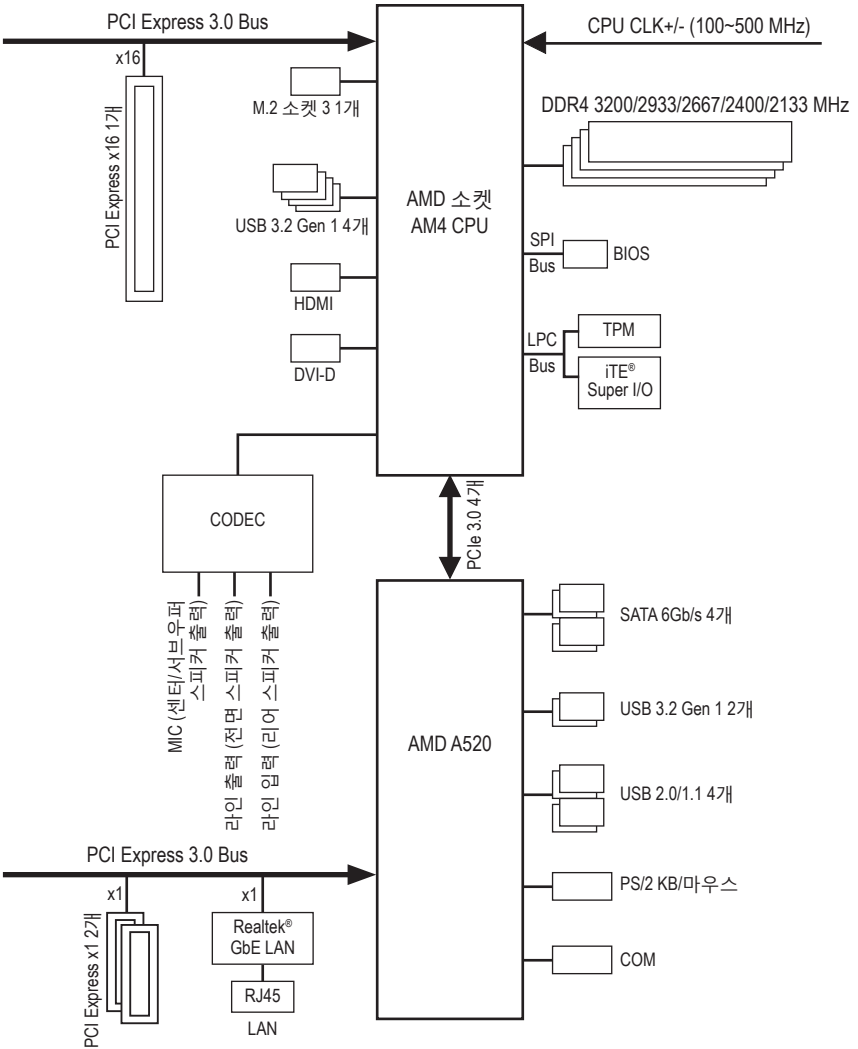 PCI Express 3.0 Bus
CPU CLK+/- (100~500 MHz)
x16
PCI Express x16 1개
M.2 소켓 3 1개
DDR4 3200/2933/2667/2400/2133 MHz
USB 3.2 Gen 1 4개
AMD 소켓
AM4 CPU
SPI
Bus
BIOS
HDMI
LPC
Bus
TPM
iTE®
Super I/O
DVI-D
CODEC
PCIe 3.0 4개
MIC (센터/서브우퍼
스피커 출력)
라인 출력 (전면 스피커 출력)
라인 입력 (리어 스피커 출력)
AMD A520
SATA 6Gb/s 4개
USB 3.2 Gen 1 2개
USB 2.0/1.1 4개
PS/2 KB/마우스
COM
PCI Express 3.0 Bus
x1
x1
PCI Express x1 2개
Realtek®
GbE LAN
RJ45
LAN